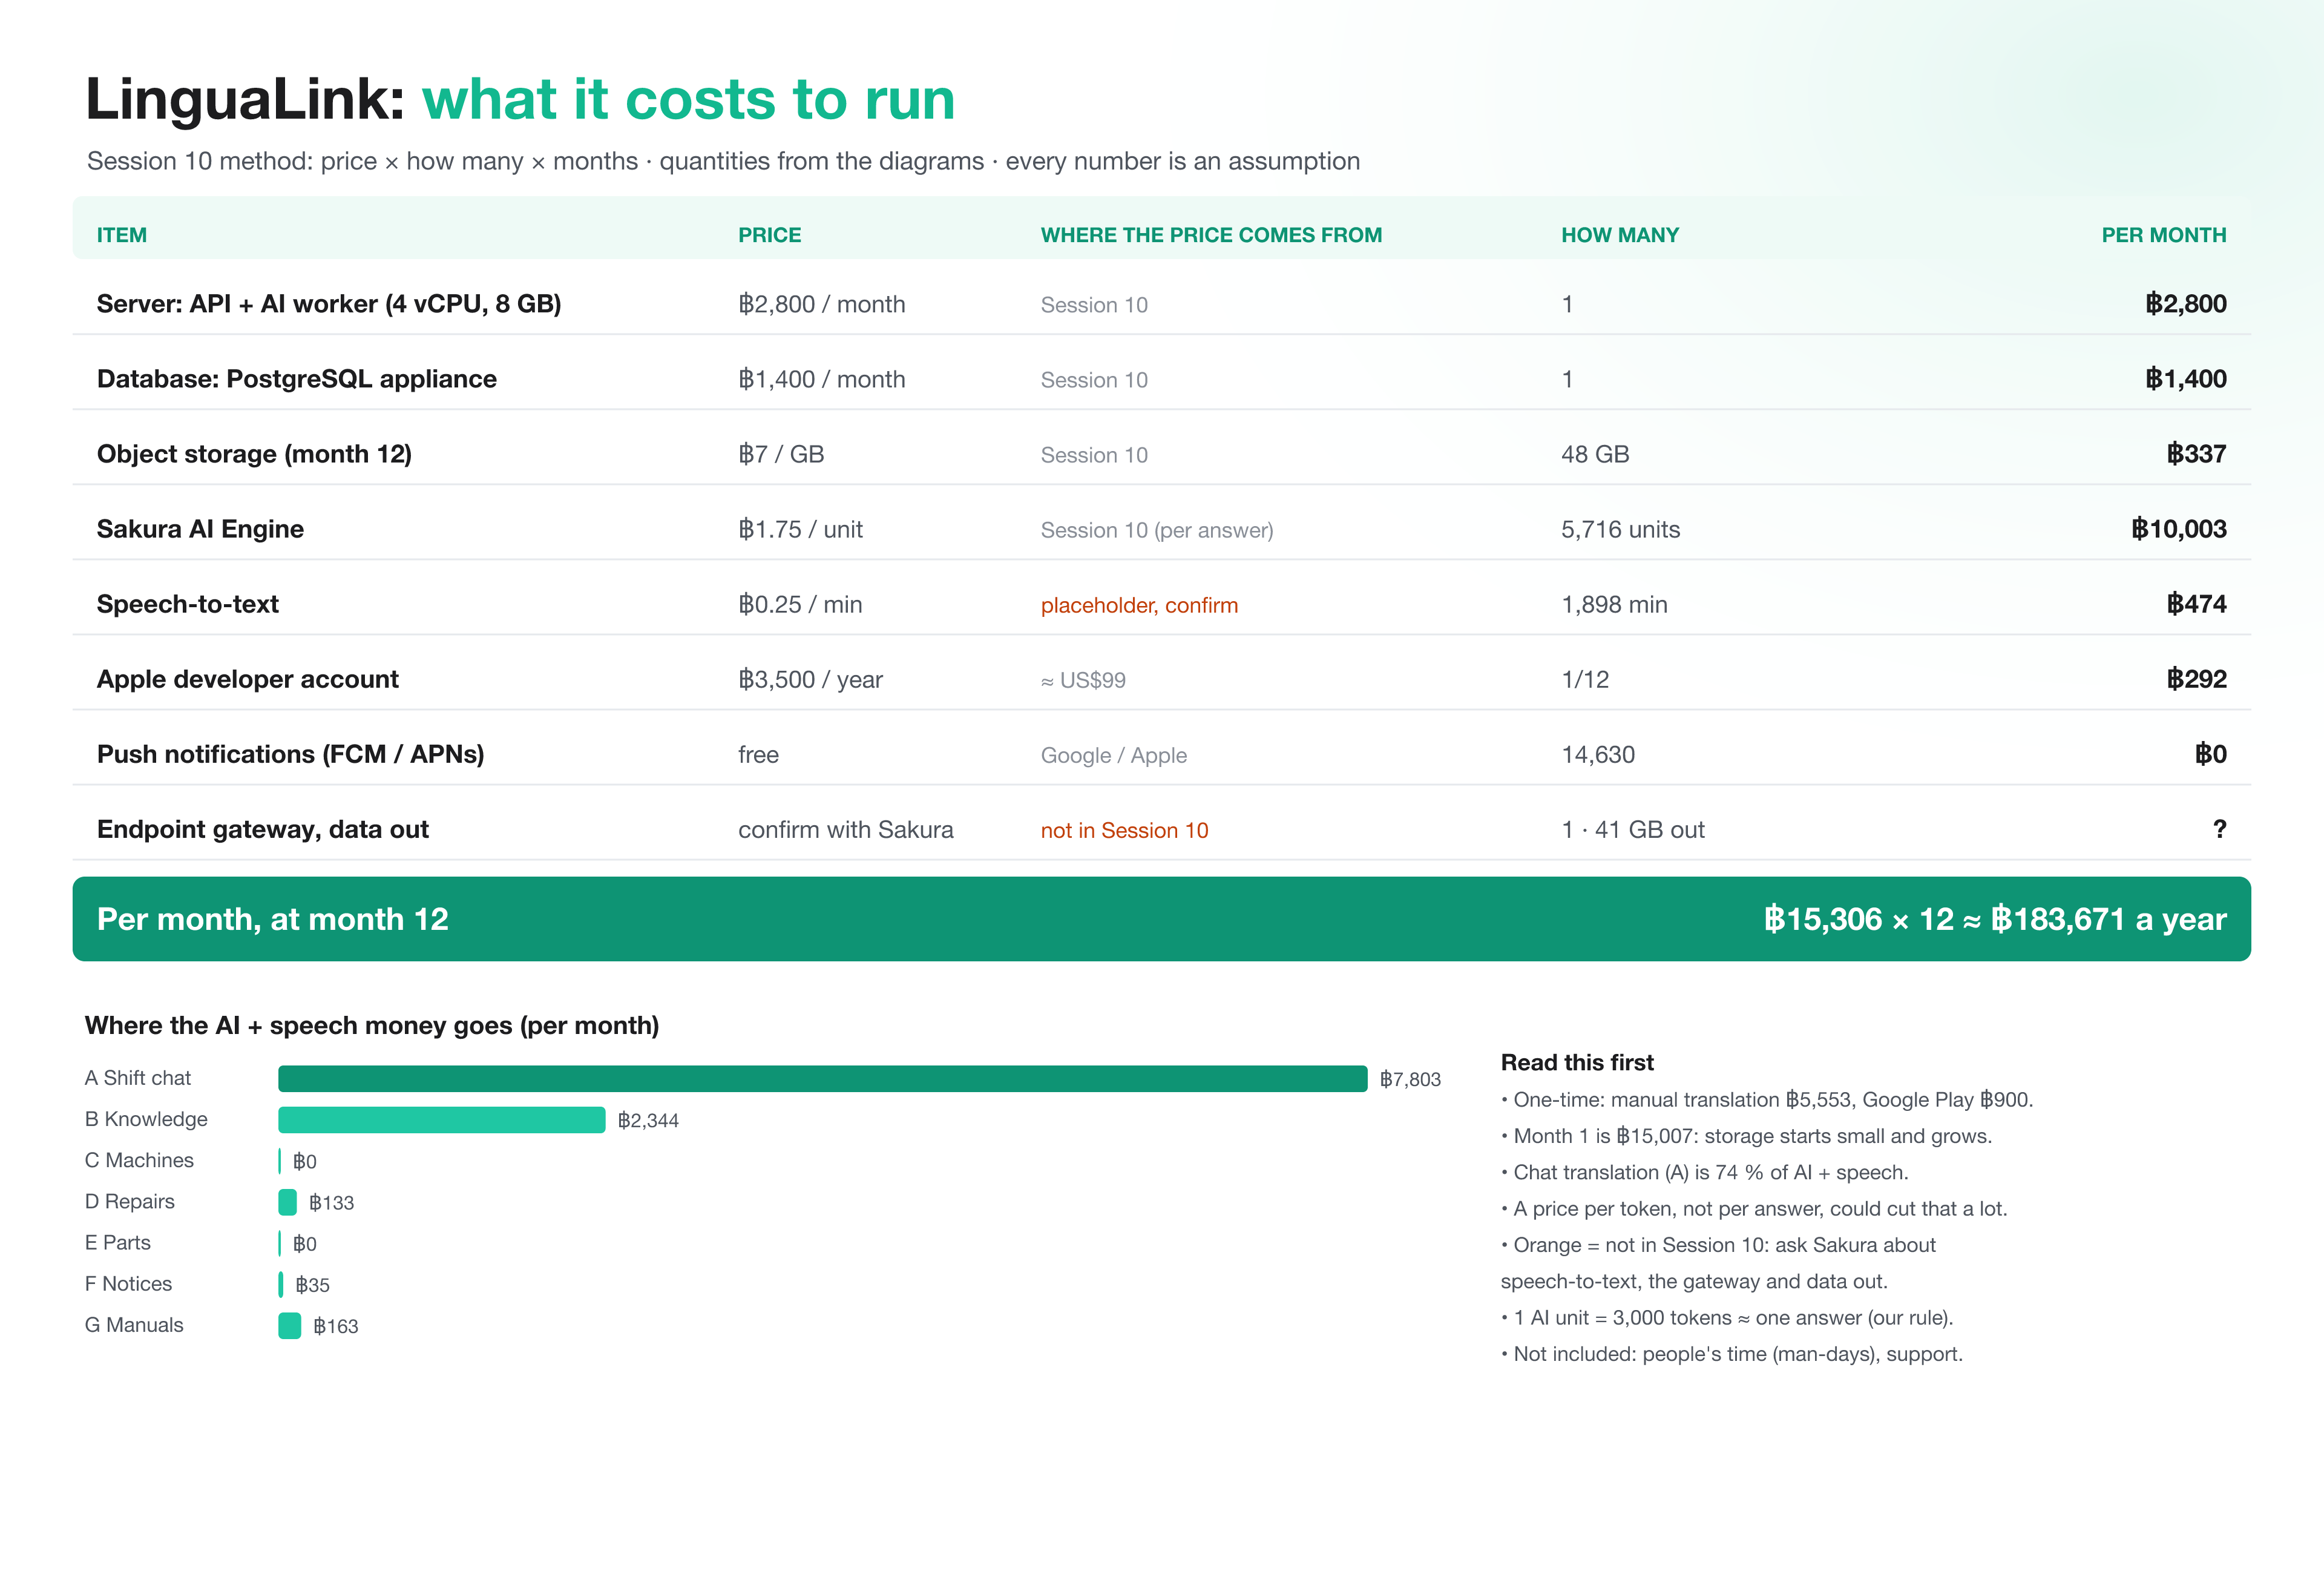 LinguaLink: what it costs to run
Session 10 method: price × how many × months · quantities from the diagrams · every number is an assumption
ITEM PRICE WHERE THE PRICE COMES FROM HOW MANY PER MONTH
Server: API + AI worker (4 vCPU, 8 GB) ฿2,800 / month Session 10 1 ฿2,800
Database: PostgreSQL appliance ฿1,400 / month Session 10 1 ฿1,400
Object storage (month 12) ฿7 / GB Session 10 48 GB ฿337
Sakura AI Engine ฿1.75 / unit Session 10 (per answer) 5,716 units ฿10,003
Speech-to-text ฿0.25 / min placeholder, confirm 1,898 min ฿474
Apple developer account ฿3,500 / year ≈ US$99 1/12 ฿292
Push notifications (FCM / APNs) free Google / Apple 14,630 ฿0
Endpoint gateway, data out confirm with Sakura not in Session 10 1 · 41 GB out ?
Per month, at month 12 ฿15,306 × 12 ≈ ฿183,671 a year
Where the AI + speech money goes (per month)
A Shift chat ฿7,803
B Knowledge ฿2,344
C Machines ฿0
D Repairs ฿133
E Parts ฿0
F Notices ฿35
G Manuals ฿163
Read this first
• One-time: manual translation ฿5,553, Google Play ฿900.
• Month 1 is ฿15,007: storage starts small and grows.
• Chat translation (A) is 74 % of AI + speech.
• A price per token, not per answer, could cut that a lot.
• Orange = not in Session 10: ask Sakura about
speech-to-text, the gateway and data out.
• 1 AI unit = 3,000 tokens ≈ one answer (our rule).
• Not included: people's time (man-days), support.